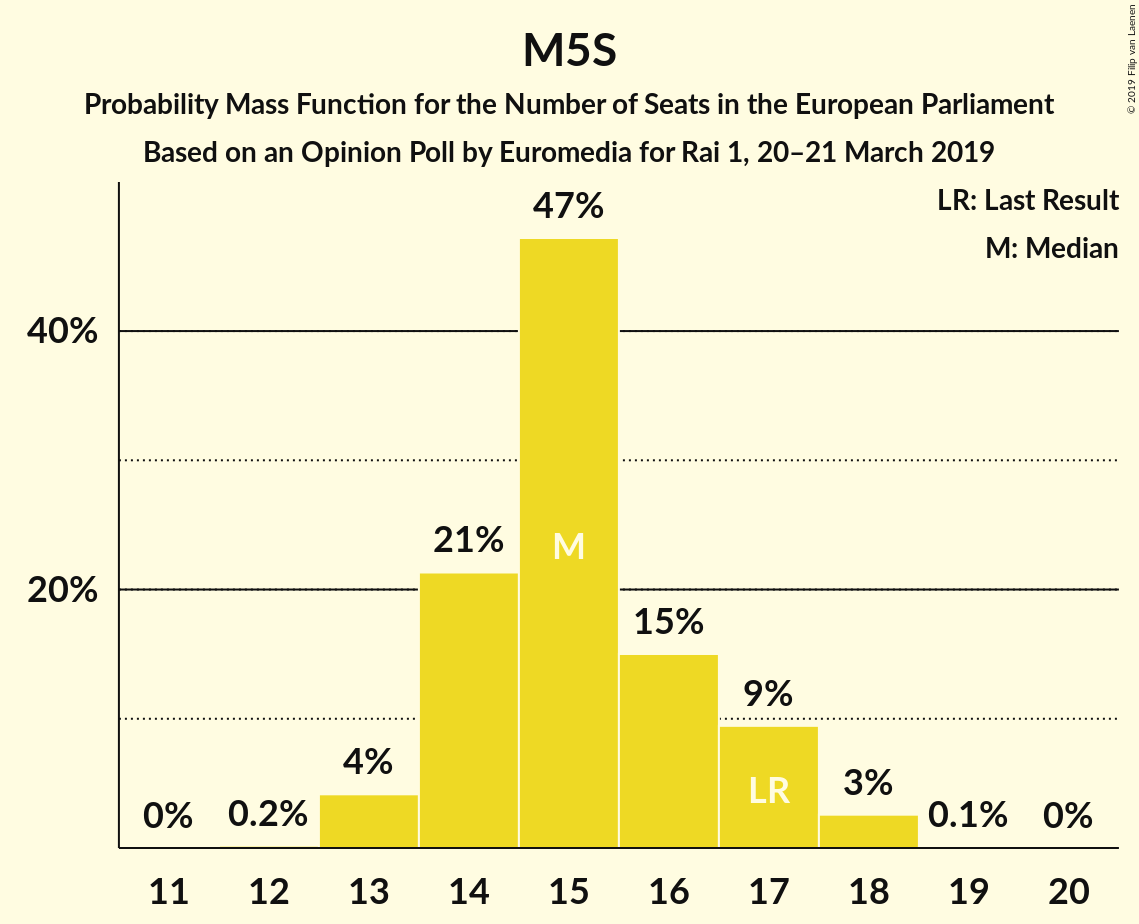 M5S
Probability Mass Function for the Number of Seats in the European Parliament
Based on an Opinion Poll by Euromedia for Rai 1, 20–21 March 2019
© 2019 Filip van Laenen
LR: Last Result
M: Median
40%
20%
0%
0.2%
4%
21%
47%
M
15%
9%
LR
3%
0.1%
0%
11 12 13 14 15 16 17 18 19 20